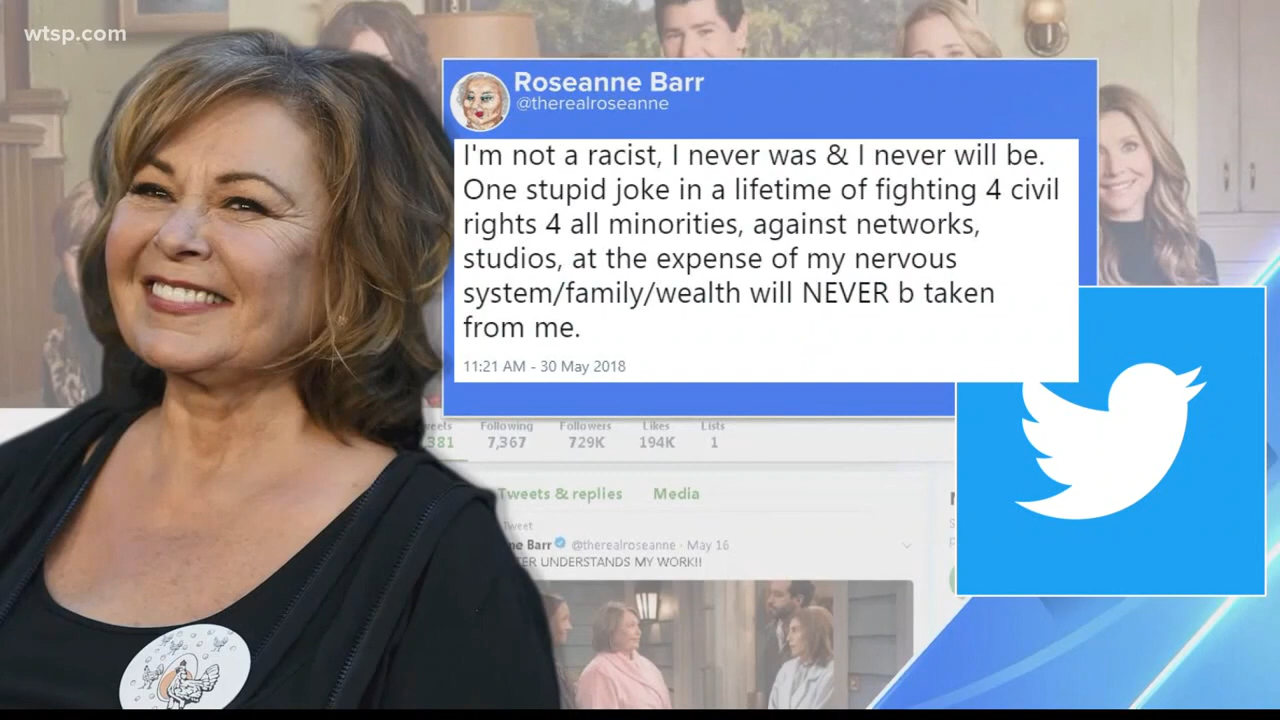 wtsp.com
Roseanne Barr
@therealroseanne
I'm not a racist, I never was & I never will be.
One stupid joke in a lifetime of fighting 4 civil
rights 4 all minorities, against networks,
studios, at the expense of my nervous
system/family/wealth will NEVER b taken
from me.
11:21 AM - 30 May 2018
Following Followers Likes Lists
381 7,367 729K 194K 1
Tweets & replies Media
Tweet
ne Barr @therealroseanne · May 16
UNDERSTANDS MY WORK!!